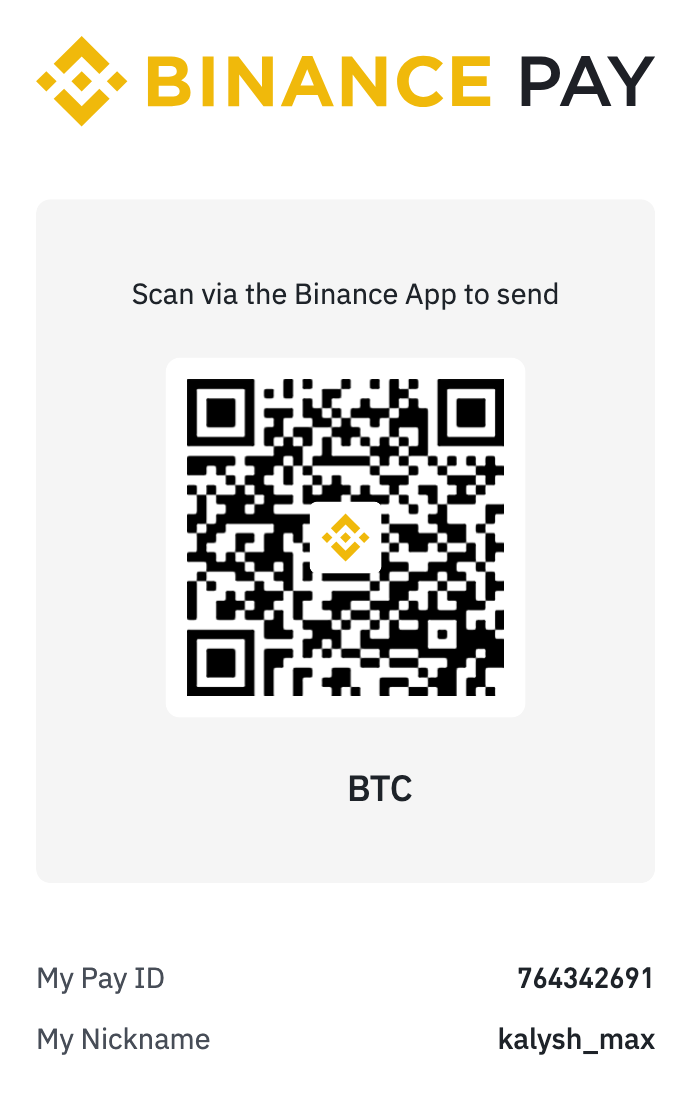 BINANCE PAY
Scan via the Binance App to send
BTC
My Pay ID 764342691
My Nickname kalysh_max